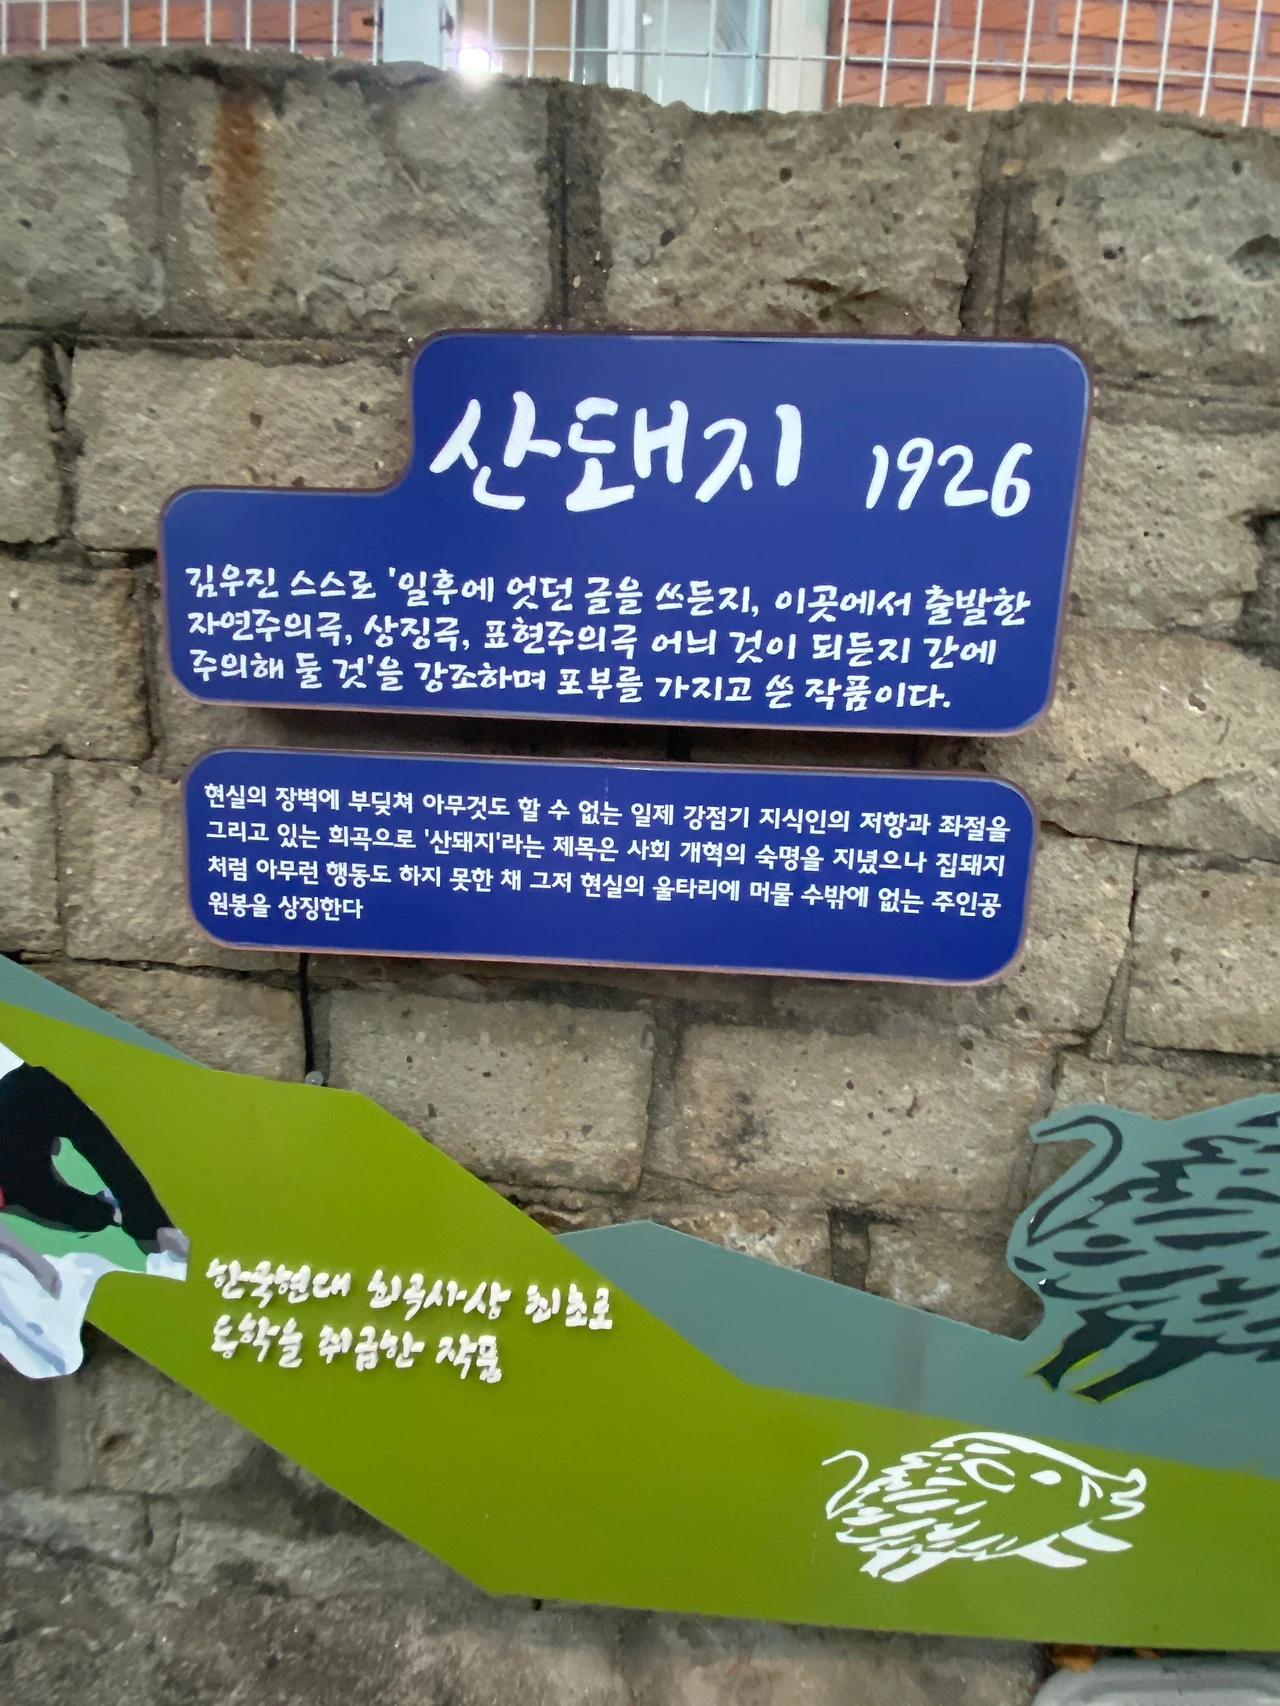 산돼지 1926
김우진 스스로 '일후에 엇던 글을 쓰든지, 이곳에서 출발한
자연주의극, 상징극, 표현주의극 어늬 것이 되든지 간에
주의해 둘 것'을 강조하며 포부를 가지고 쓴 작품이다.
현실의 장벽에 부딪쳐 아무것도 할 수 없는 일제 강점기 지식인의 저항과 좌절을
그리고 있는 희곡으로 '산돼지'라는 제목은 사회 개혁의 숙명을 지녔으나 집돼지
처럼 아무런 행동도 하지 못한 채 그저 현실의 울타리에 머물 수밖에 없는 주인공
원봉을 상징한다
한국현대 희곡사상 최초로
동학을 취급한 작품